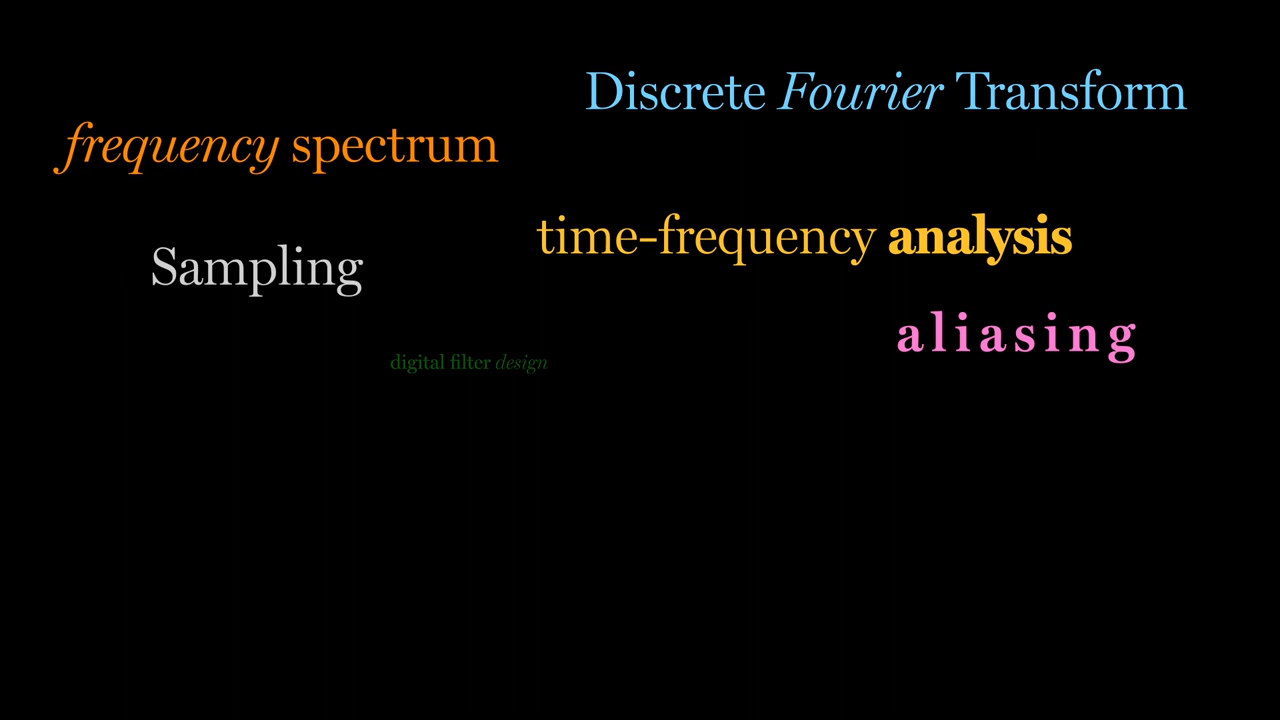 Discrete Fourier Transform
frequency spectrum
time-frequency analysis
Sampling
aliasing
digital filter design